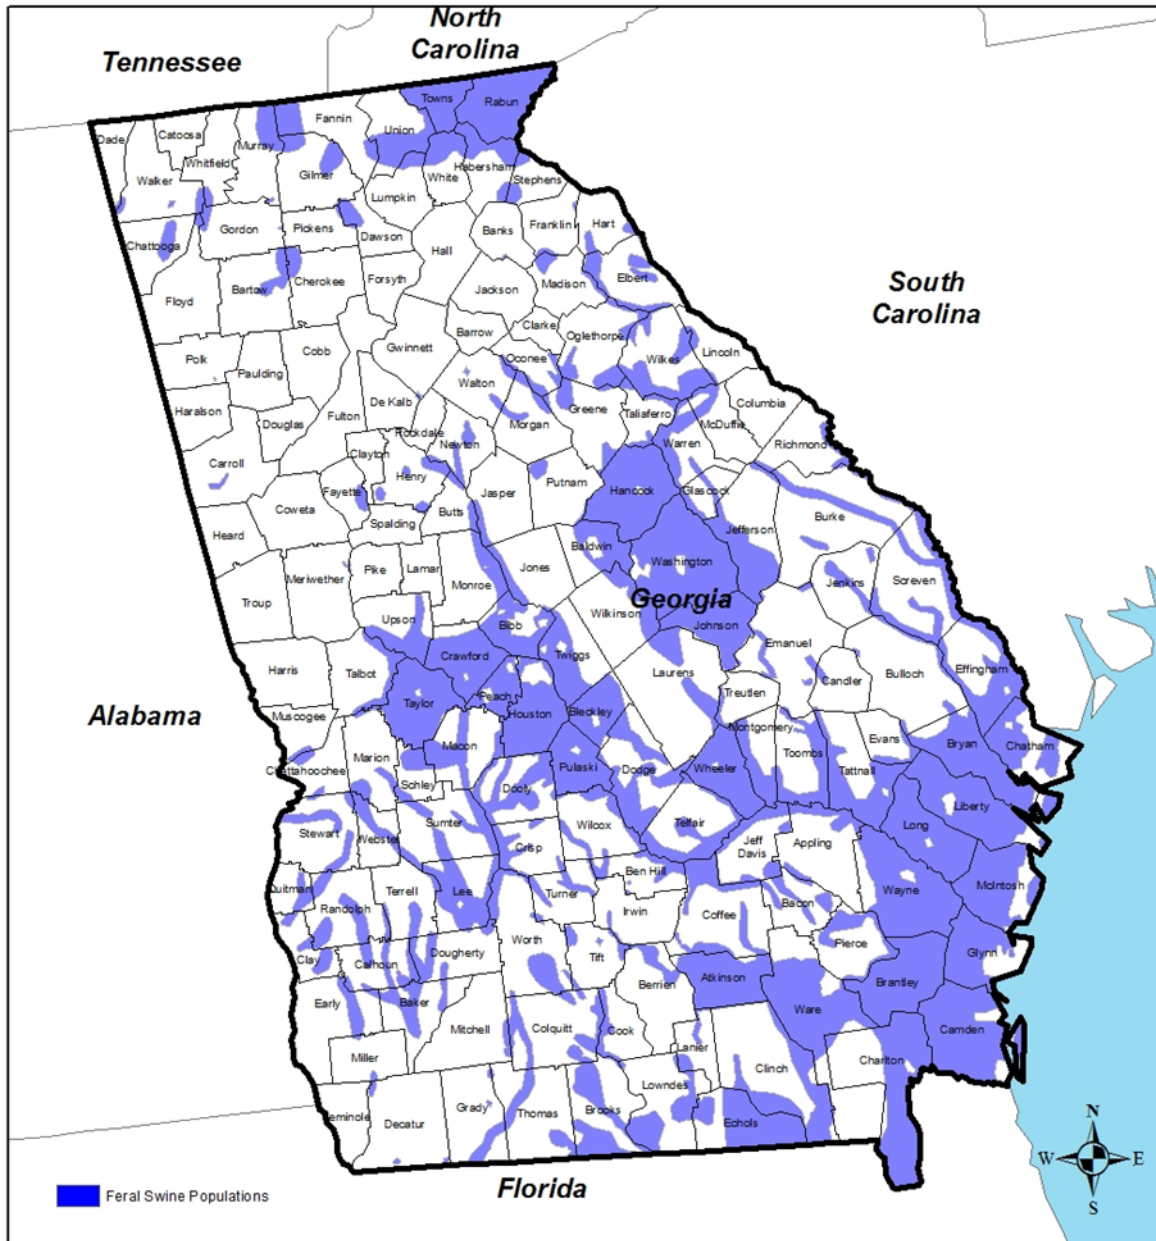 North
Carolina
Tennessee
Towns
Rabun
Fannin
Union
Dade
Catoosa
Murray
Whitfield
Walker
Gilmer
White
Habersham
Stephens
Lumpkin
Chattooga
Gordon
Pickens
Dawson
Hall
Banks
Franklin
Hart
Floyd
Bartow
Cherokee
Forsyth
Jackson
Madison
Elbert
South
Carolina
Polk
Paulding
Cobb
Gwinnett
Barrow
Clarke
Oconee
Oglethorpe
Wilkes
Lincoln
Haralson
Douglas
Fulton
De Kalb
Walton
Morgan
Greene
Taliaferro
Columbia
McDuffie
Carroll
Clayton
Rockdale
Newton
Warren
Richmond
Coweta
Fayette
Henry
Jasper
Putnam
Hancock
Glascock
Heard
Spalding
Butts
Jefferson
Burke
Troup
Meriwether
Pike
Lamar
Monroe
Jones
Baldwin
Washington
Jenkins
Screven
Upson
Bibb
Wilkinson
Georgia
Johnson
Harris
Talbot
Crawford
Twiggs
Laurens
Emanuel
Candler
Bulloch
Effingham
Alabama
Muscogee
Taylor
Peach
Houston
Bleckley
Treutlen
Montgomery
Toombs
Evans
Bryan
Chatham
Chattahoochee
Marion
Macon
Schley
Dooly
Pulaski
Dodge
Wheeler
Tattnall
Liberty
Stewart
Webster
Sumter
Crisp
Wilcox
Telfair
Jeff
Davis
Appling
Long
Quitman
Randolph
Terrell
Lee
Turner
Ben Hill
Irwin
Coffee
Bacon
Wayne
McIntosh
Clay
Calhoun
Dougherty
Worth
Tift
Pierce
Glynn
Early
Baker
Mitchell
Colquitt
Berrien
Atkinson
Ware
Brantley
Camden
Miller
Cook
Lanier
Clinch
Charlton
Seminole
Decatur
Grady
Thomas
Brooks
Lowndes
Echols
N
W
E
S
Feral Swine Populations
Florida